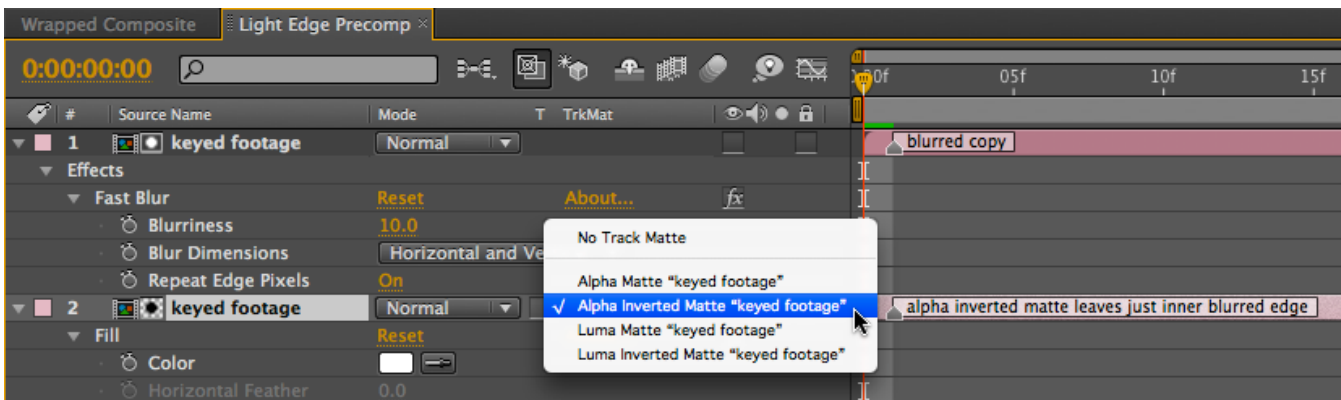 Wrapped Composite Light Edge Precomp ×
0:00:00:00
00f 05f 10f 15f
# Source Name Mode T TrkMat
1 keyed footage Normal blurred copy
Effects
Fast Blur Reset About... fx
Blurriness 10.0
No Track Matte
Blur Dimensions Horizontal and Ve
Repeat Edge Pixels On
Alpha Matte “keyed footage”
2 keyed footage Normal √ Alpha Inverted Matte “keyed footage” alpha inverted matte leaves just inner blurred edge
Luma Matte “keyed footage”
Fill Reset
Luma Inverted Matte “keyed footage”
Color
Horizontal Feather 0.0